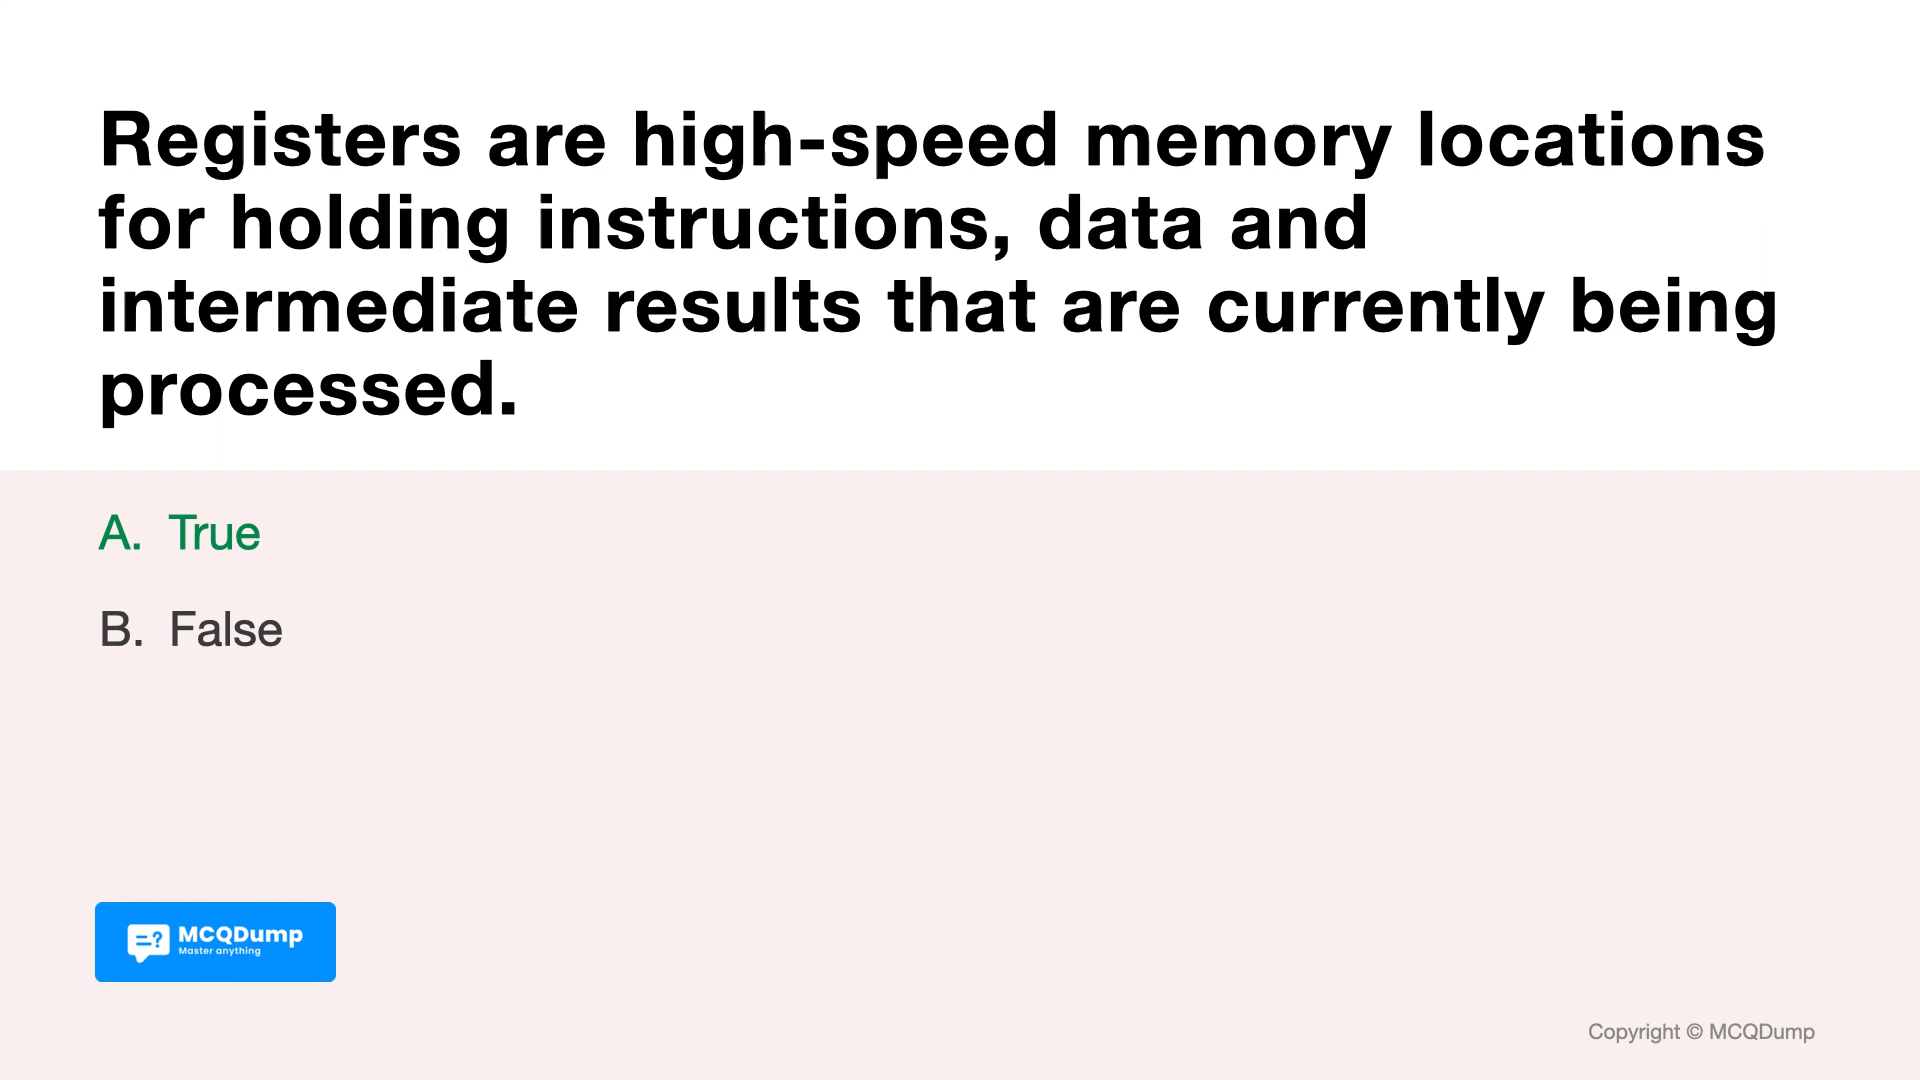 Registers are high-speed memory locations
for holding instructions, data and
intermediate results that are currently being
processed.
A. True
B. False
=?
MCQDump
Master anything
Copyright © MCQDump